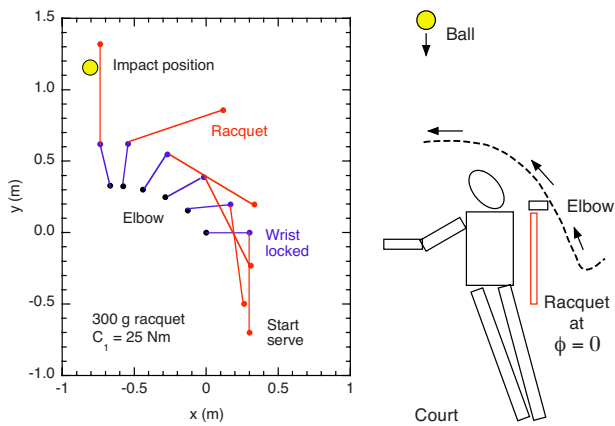 1.5
1.0
0.5
0.0
-0.5
-1.0
y (m)
Impact position
Racquet
Elbow
Wrist
locked
300 g racquet
C₁ = 25 Nm
Start
serve
-1
-0.5
0
0.5
1
x (m)
Ball
Elbow
Racquet
at
ϕ = 0
Court